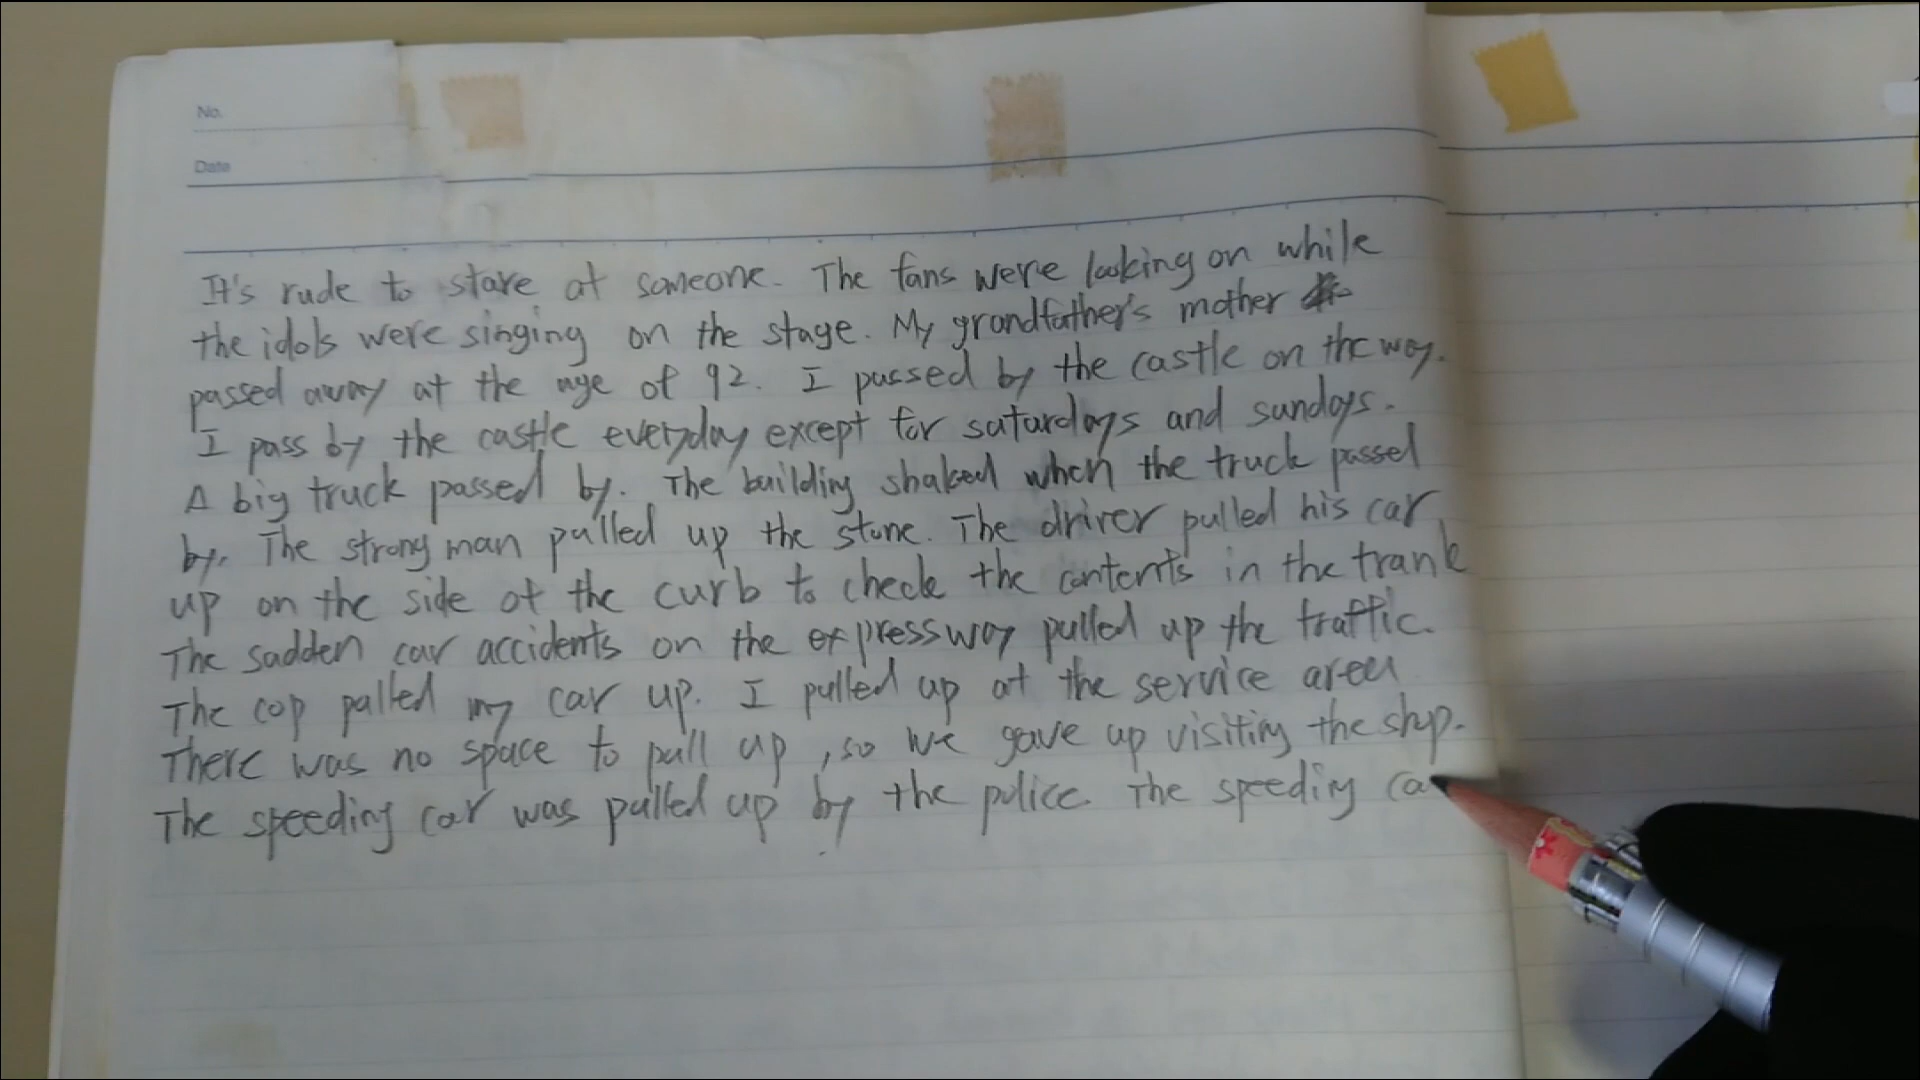 No.
Date
It's rude to stare at someone. The fans were looking on while
the idols were singing on the stage. My grandfather's mother
passed away at the age of 92. I passed by the castle on the way.
I pass by the castle everyday except for saturdays and sundays.
A big truck passed by. The building shaked when the truck passed
by. The strong man pulled up the stone. The driver pulled his car
up on the side of the curb to check the contents in the trank
The sadden car accidents on the expressway pulled up the traffic.
The cop pulled my car up. I pulled up at the service area
There was no space to pull up, so we gave up visiting the shop.
The speeding car was pulled up by the police. The speeding ca